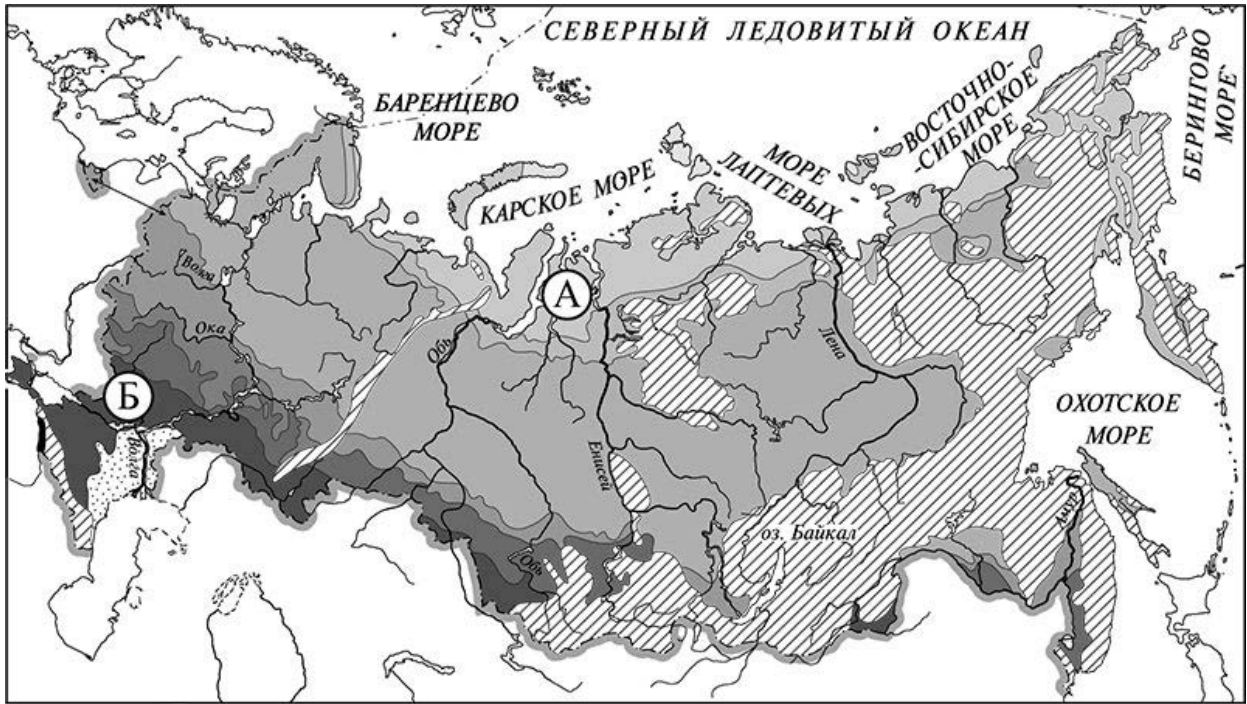 СЕВЕРНЫЙ ЛЕДОВИТЫЙ ОКЕАН
БАРЕНЦЕВО
МОРЕ
КАРСКОЕ МОРЕ
МОРЕ
ЛАПТЕВЫХ
ВОСТОЧНО-
-СИБИРСКОЕ
МОРЕ
БЕРИНГОВО
МОРЕ
Волга
Ока
Обь
А
Лена
Б
Волга
Енисей
ОХОТСКОЕ
МОРЕ
оз. Байкал
Обь
Амур